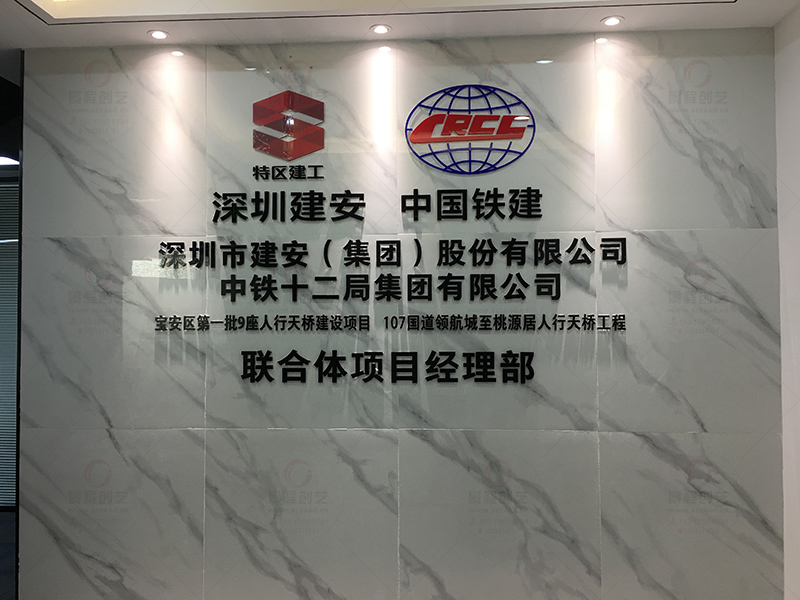 CRCC
特区建工
深圳建安 中国铁建
深圳市建安（集团）股份有限公司
中铁十二局集团有限公司
宝安区第一批9座人行天桥建设项目 107国道领航城至桃源居人行天桥工程
联合体项目经理部